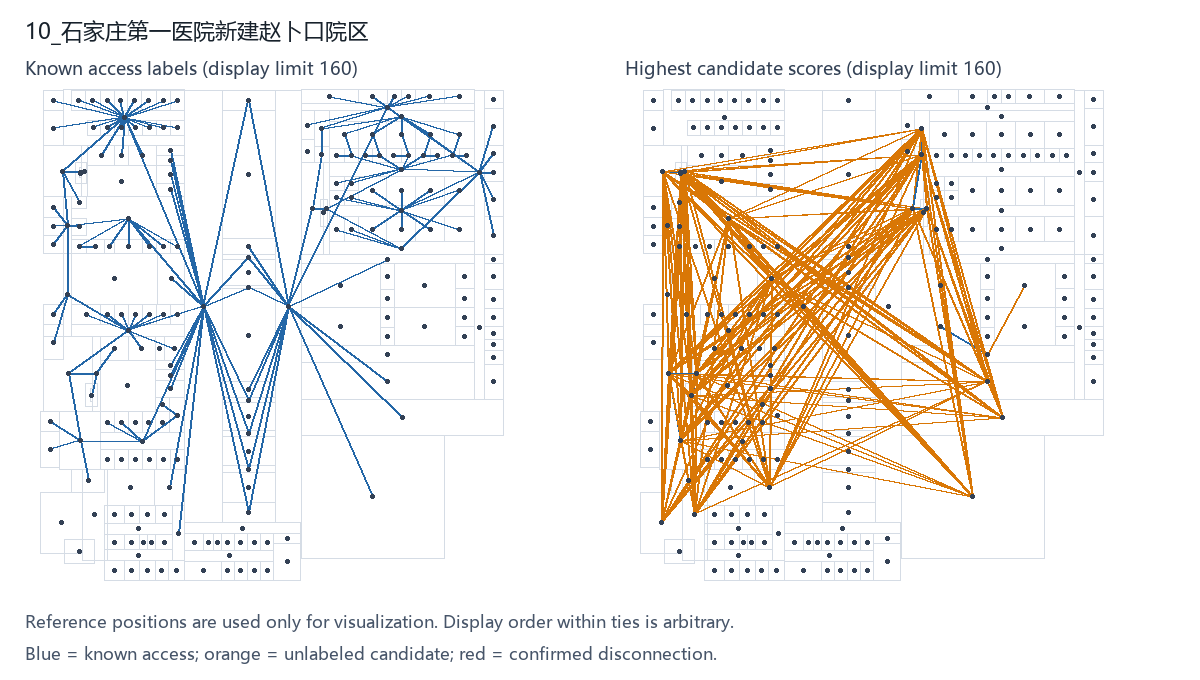 10_石家庄第一医院新建赵卜口院区
Known access labels (display limit 160)
Highest candidate scores (display limit 160)
Reference positions are used only for visualization. Display order within ties is arbitrary.
Blue = known access; orange = unlabeled candidate; red = confirmed disconnection.